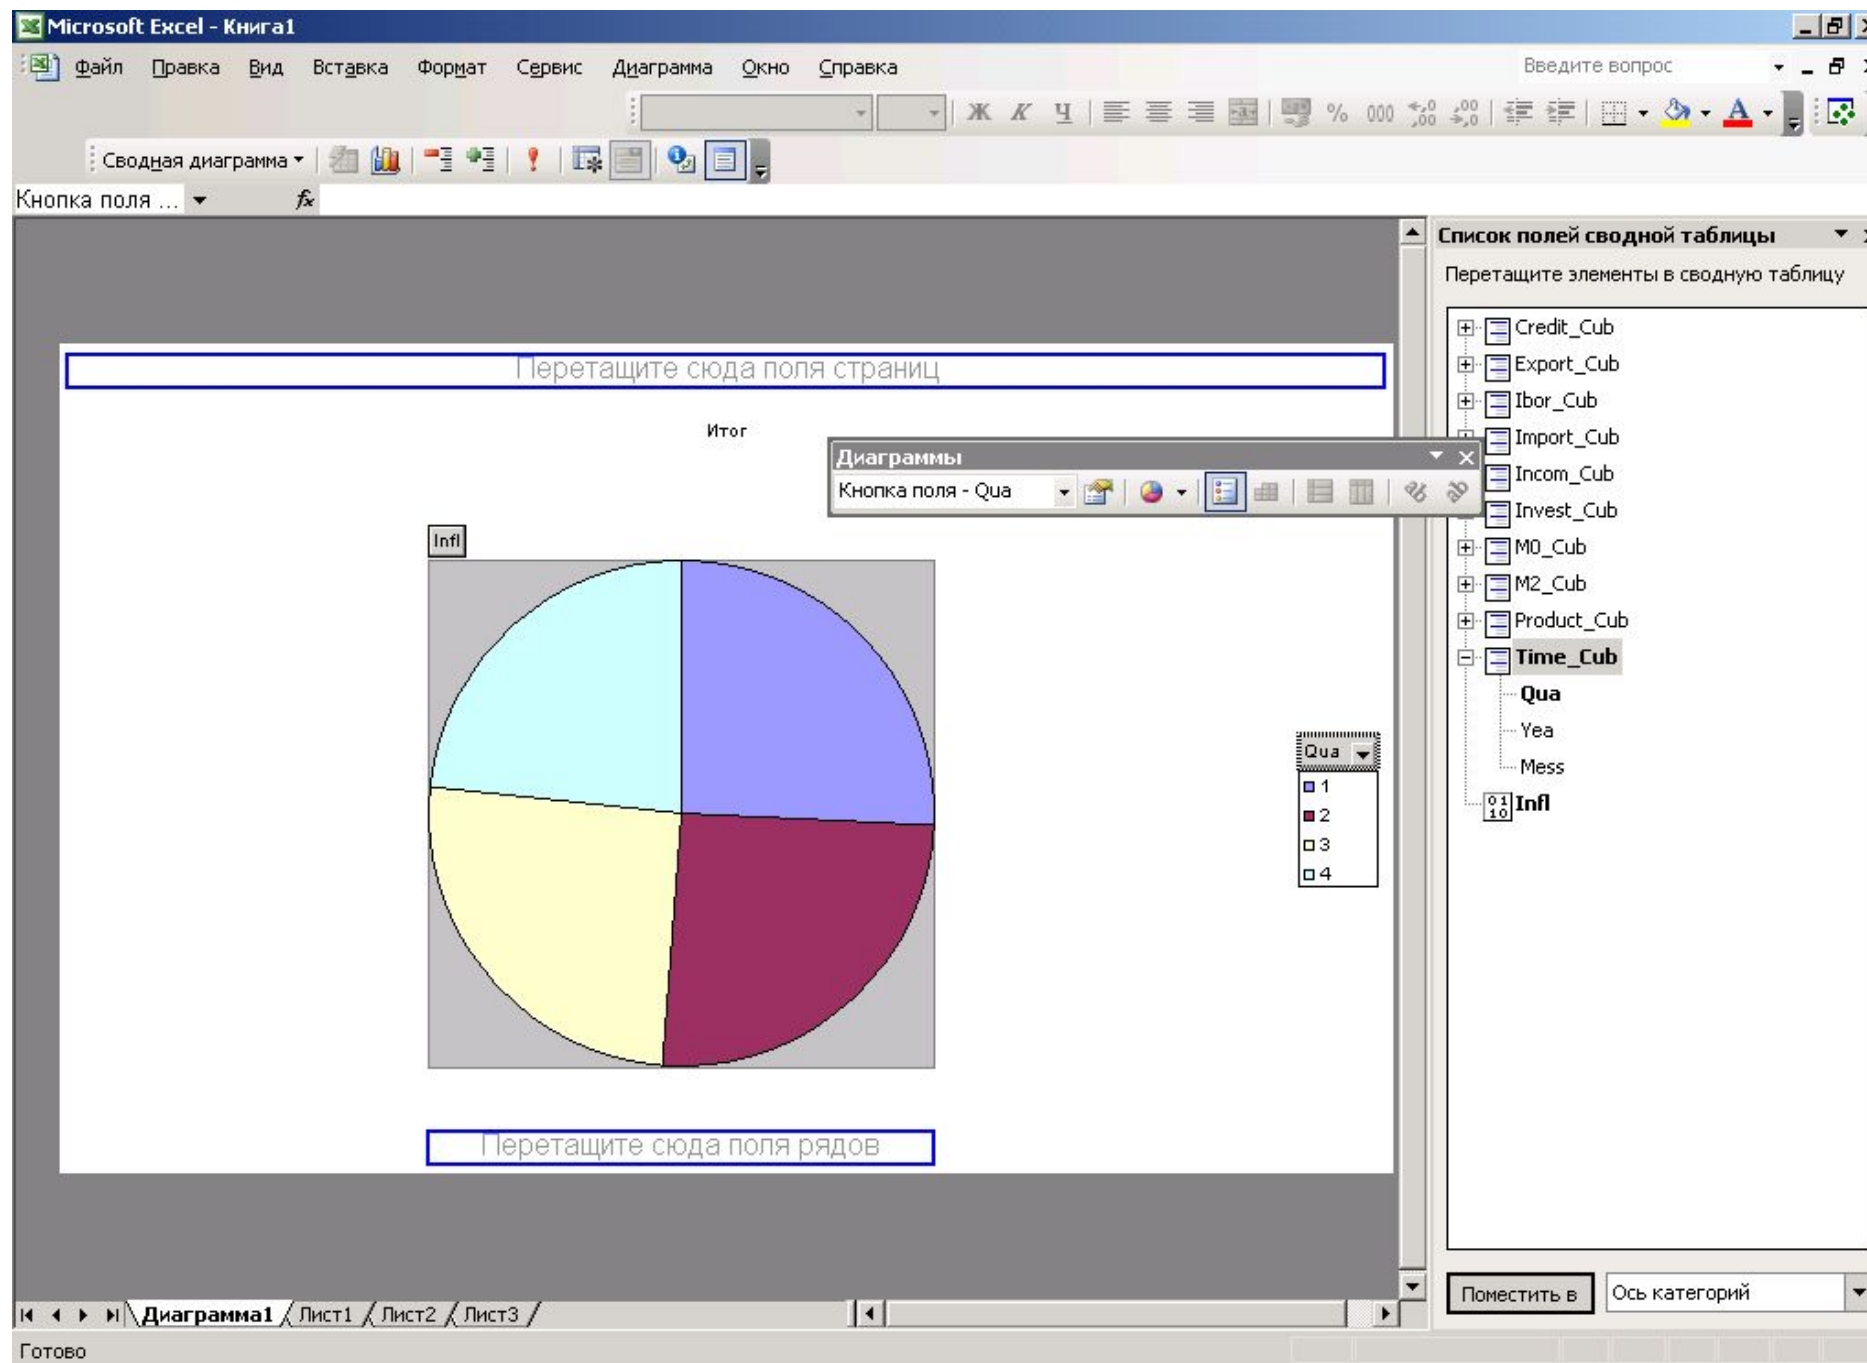 Microsoft Excel - Книга1
Файл Правка Вид Вставка Формат Сервис Диаграмма Окно Справка Введите вопрос
Ж К Ч % 000 ,00 ,00 A
Сводная диаграмма
Кнопка поля ... fx
Список полей сводной таблицы
Перетащите элементы в сводную таблицу
Credit_Cub
Export_Cub
Ibor_Cub
Import_Cub
Incom_Cub
Invest_Cub
M0_Cub
M2_Cub
Product_Cub
Time_Cub
Qua
Yea
Mess
Infl
Перетащите сюда поля страниц
Итог
Диаграммы
Кнопка поля - Qua
Infl
Qua
1
2
3
4
Перетащите сюда поля рядов
Поместить в Ось категорий
Диаграмма1 Лист1 Лист2 Лист3
Готово